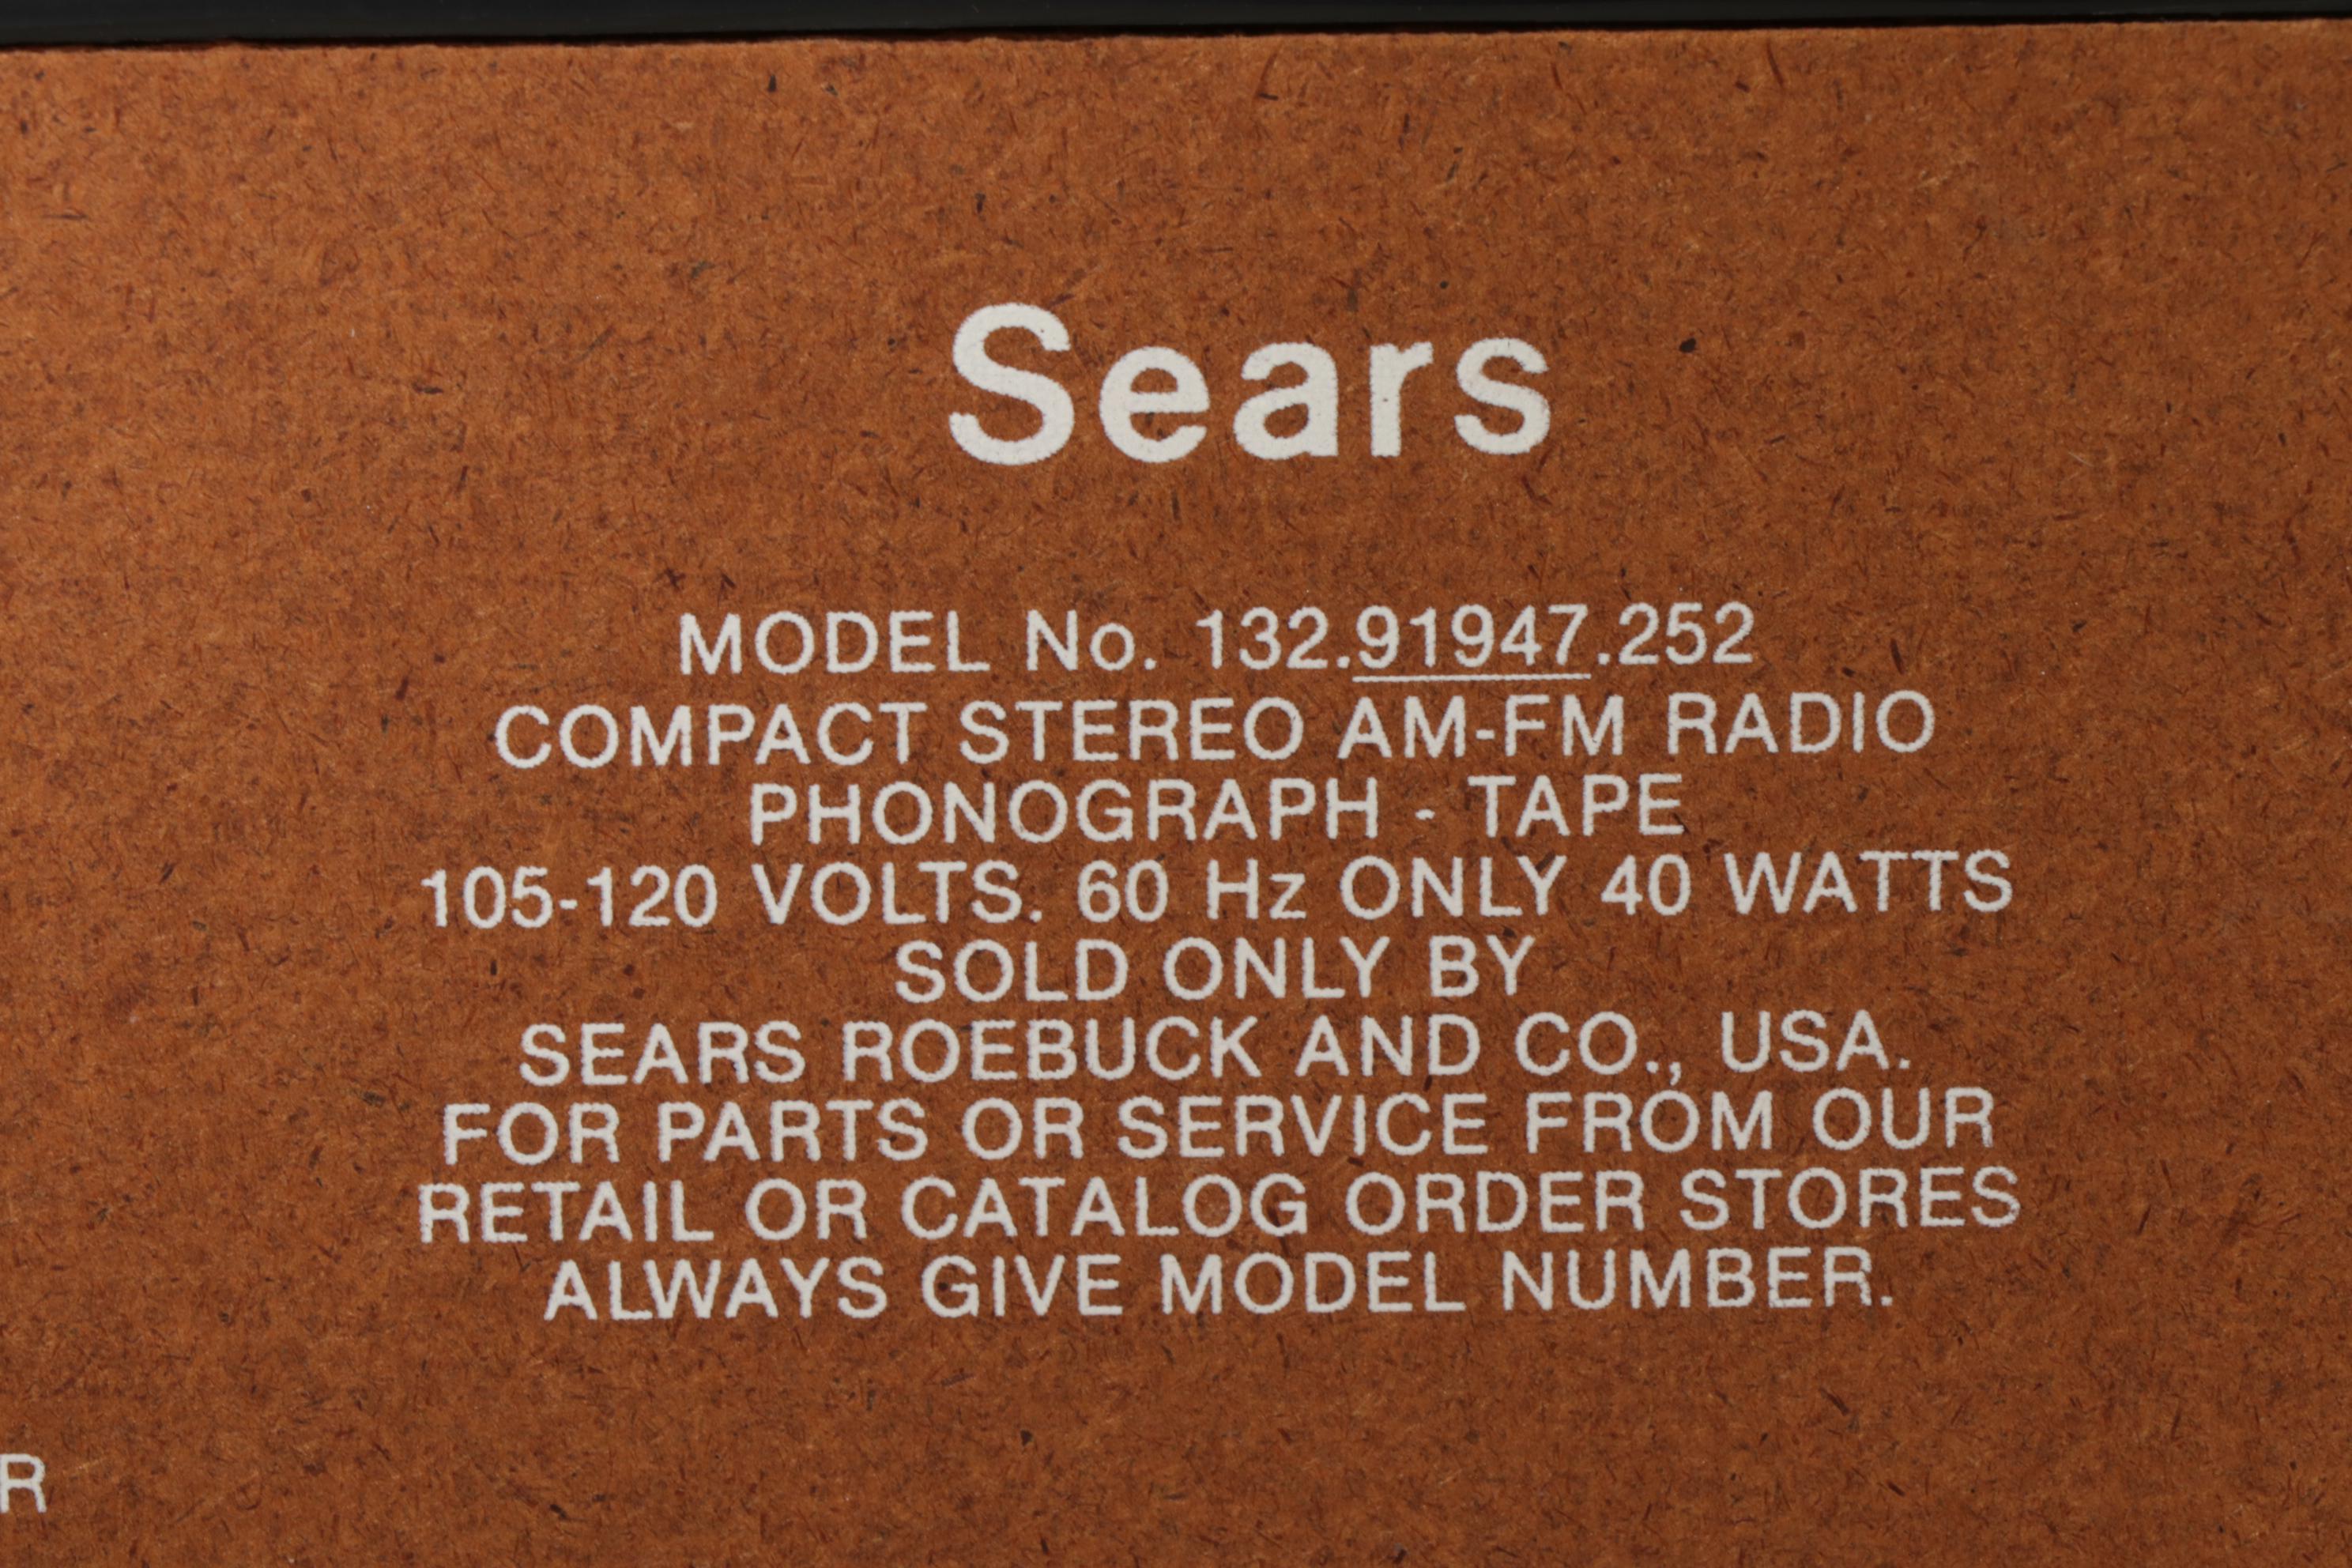 Sears
MODEL No. 132.91947.252
COMPACT STEREO AM-FM RADIO
PHONOGRAPH - TAPE
105-120 VOLTS. 60 Hz ONLY 40 WATTS
SOLD ONLY BY
SEARS ROEBUCK AND CO., USA.
FOR PARTS OR SERVICE FROM OUR
RETAIL OR CATALOG ORDER STORES
ALWAYS GIVE MODEL NUMBER.
R